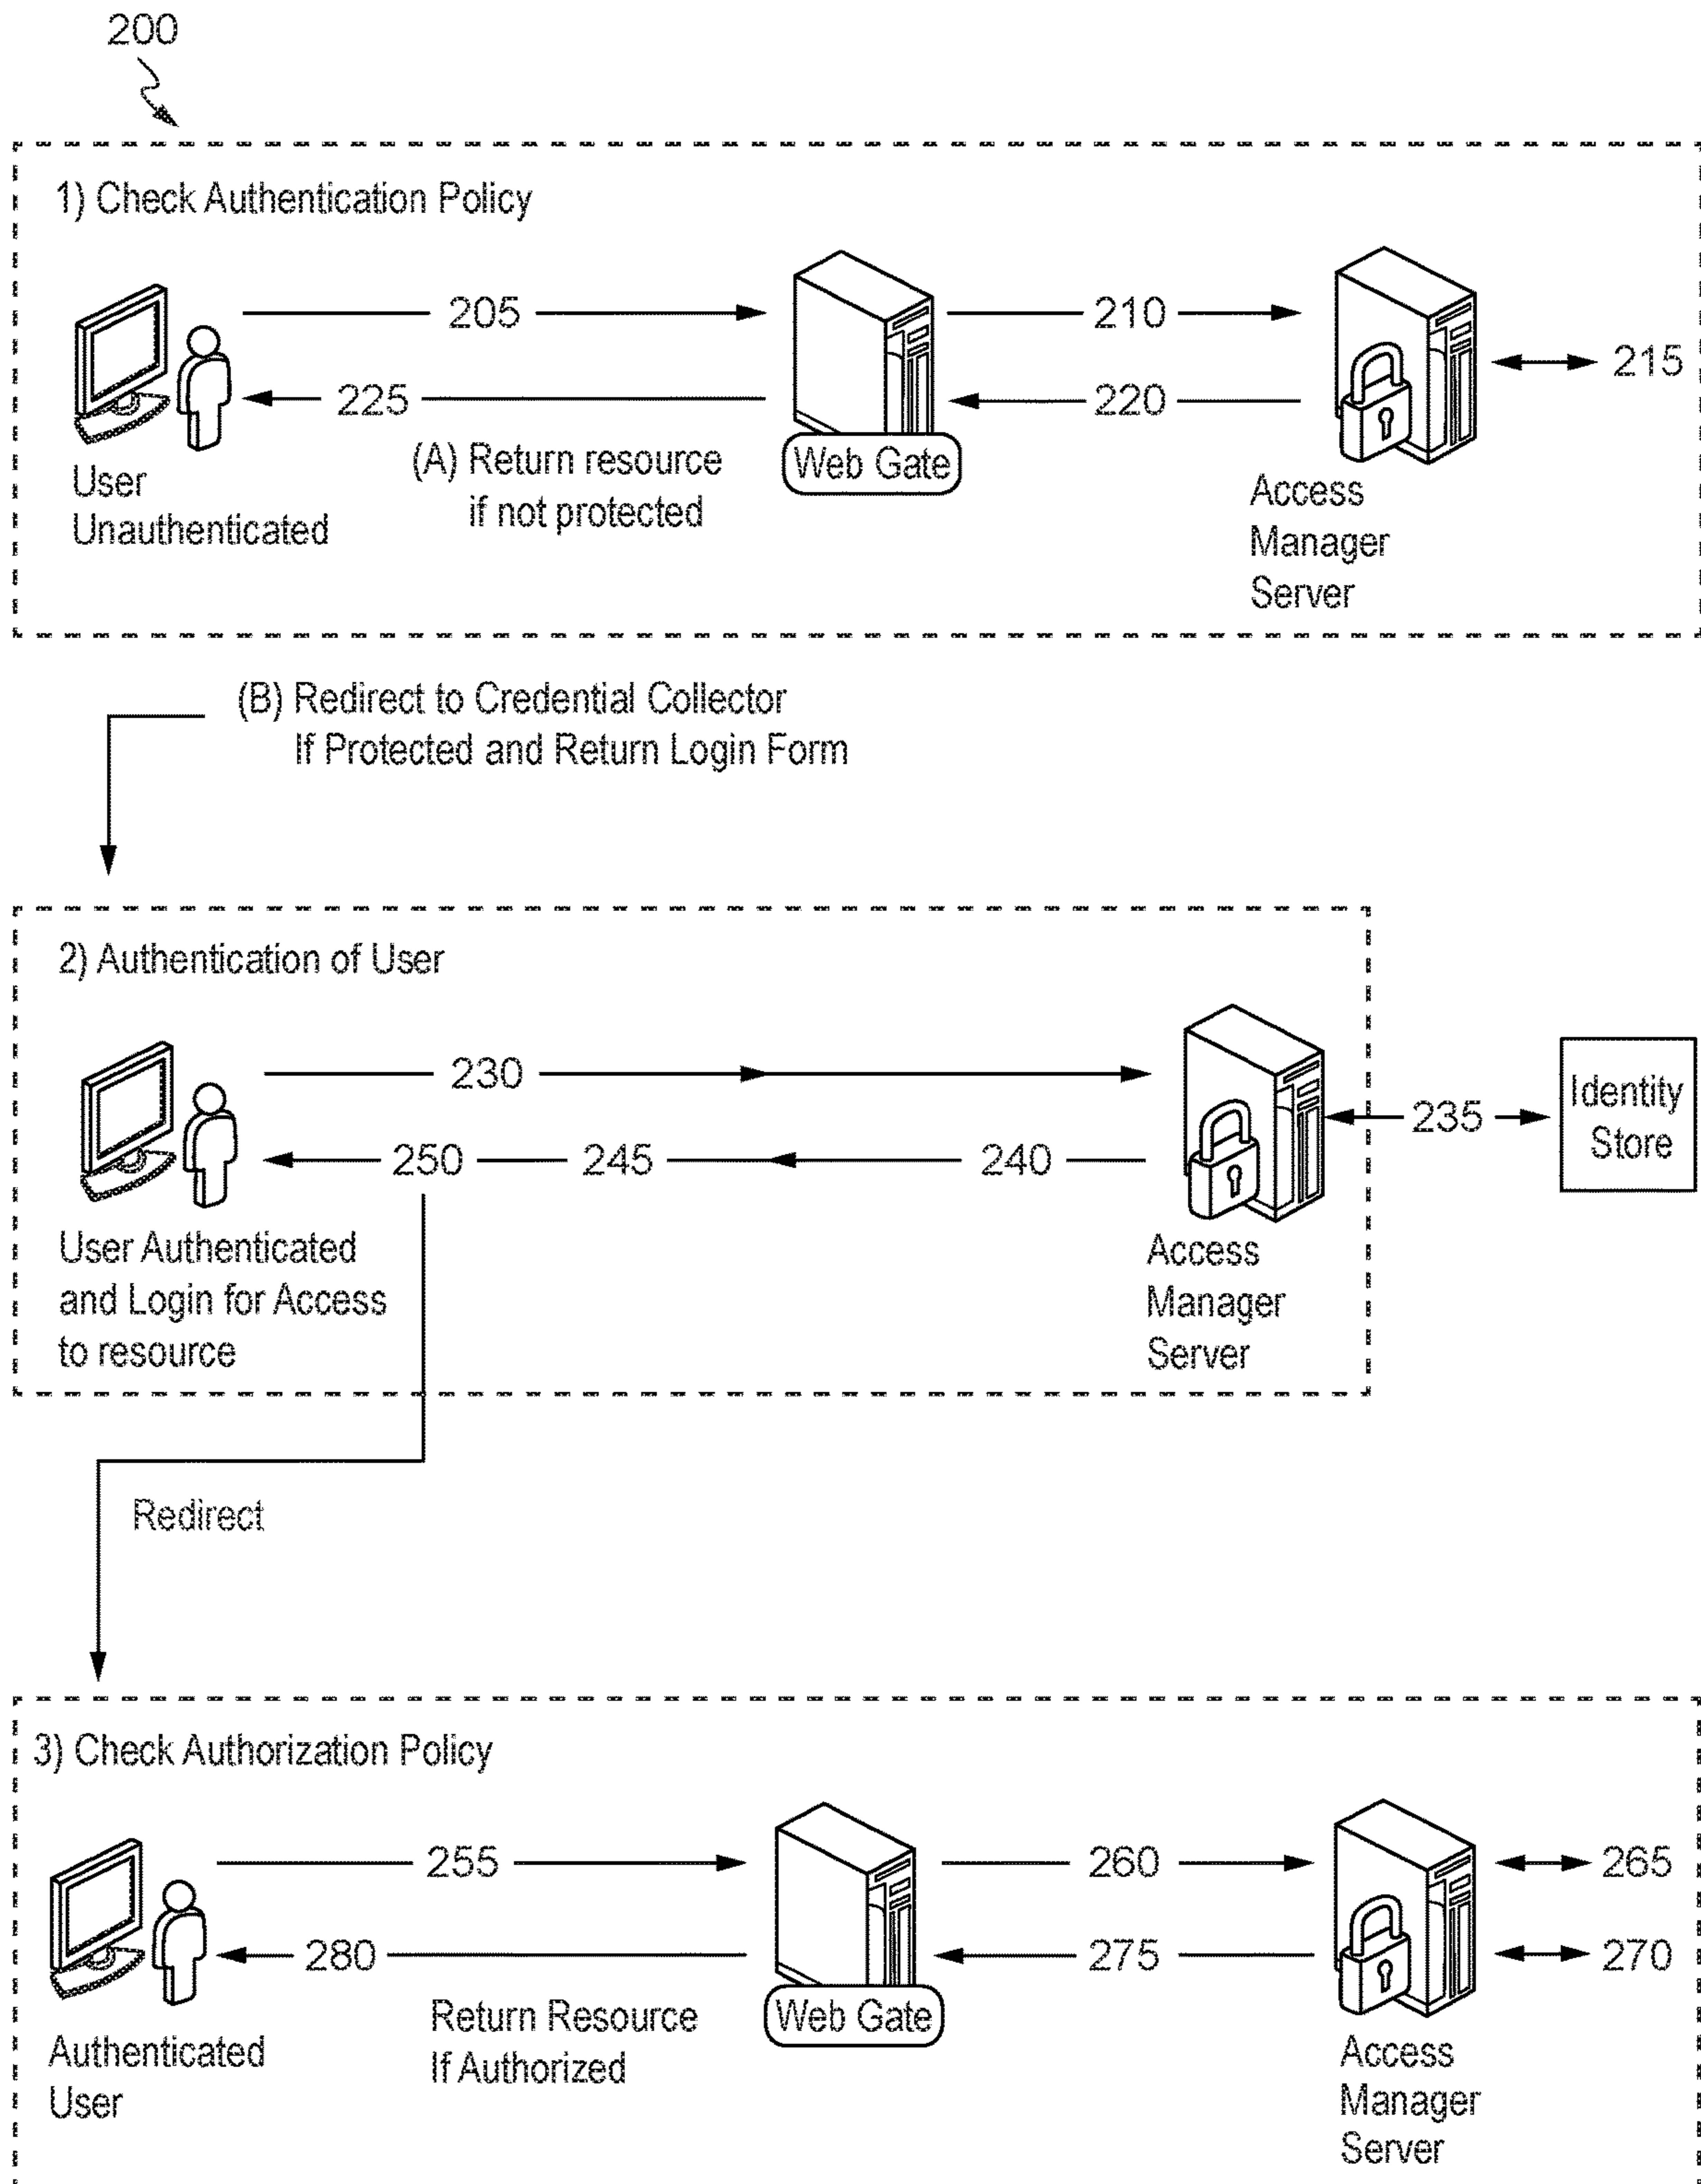 200
1) Check Authentication Policy
205
210
215
225
220
(A) Return resource
if not protected
Web Gate
User
Unauthenticated
Access
Manager
Server
(B) Redirect to Credential Collector
If Protected and Return Login Form
2) Authentication of User
230
235
Identity
Store
250
245
240
User Authenticated
and Login for Access
to resource
Access
Manager
Server
Redirect
3) Check Authorization Policy
255
260
265
280
275
270
Return Resource
If Authorized
Web Gate
Authenticated
User
Access
Manager
Server